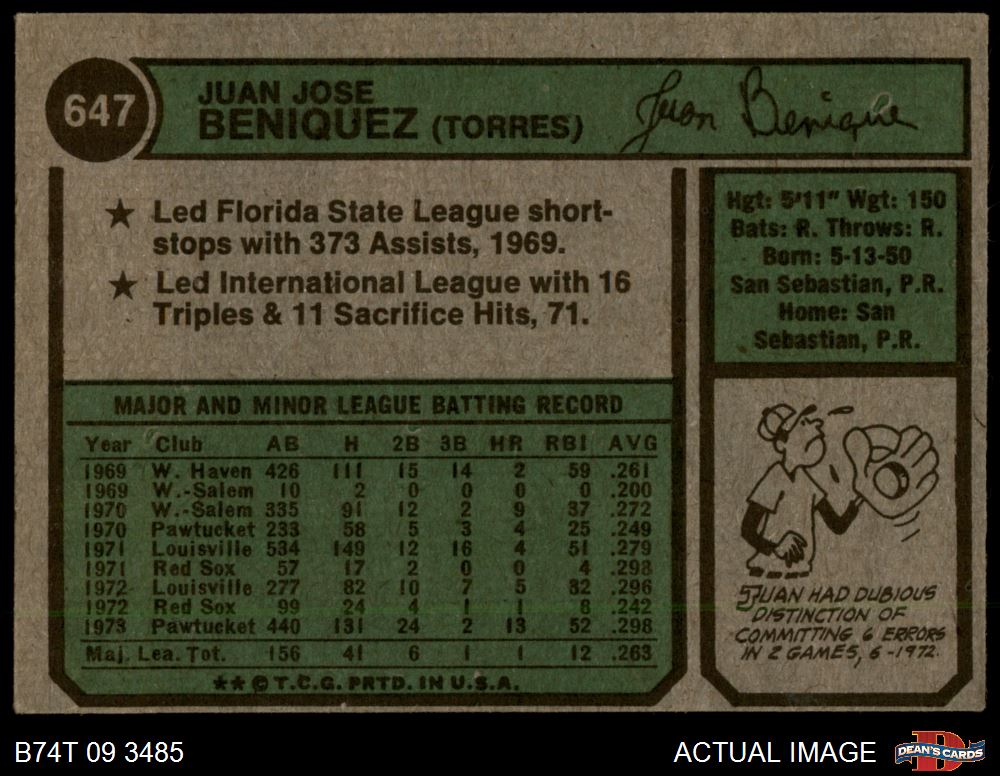 647
JUAN JOSE
BENIQUEZ (TORRES)
Juan Beniquez
★ Led Florida State League short-
stops with 373 Assists, 1969.
★ Led International League with 16
Triples & 11 Sacrifice Hits, 71.
Hgt: 5'11" Wgt: 150
Bats: R. Throws: R.
Born: 5-13-50
San Sebastian, P.R.
Home: San
Sebastian, P.R.
MAJOR AND MINOR LEAGUE BATTING RECORD
Year Club AB H 2B 3B HR RBI AVG
1969 W. Haven 426 111 15 14 2 59 .261
1969 W.-Salem 10 2 0 0 0 0 .200
1970 W.-Salem 335 91 12 2 9 37 .272
1970 Pawtucket 233 58 5 3 4 25 .249
1971 Louisville 534 149 12 16 4 51 .279
1971 Red Sox 57 17 2 0 0 4 .298
1972 Louisville 277 82 10 7 5 32 .296
1972 Red Sox 99 24 4 1 1 8 .242
1973 Pawtucket 440 131 24 2 13 52 .298
Maj. Lea. Tot. 156 41 6 1 1 12 .263
★★ © T.C.G. PRTD. IN U.S.A.
JUAN HAD DUBIOUS
DISTINCTION OF
COMMITTING 6 ERRORS
IN 2 GAMES, 6-1972.
B74T 09 3485
ACTUAL IMAGE
DEAN'S CARDS